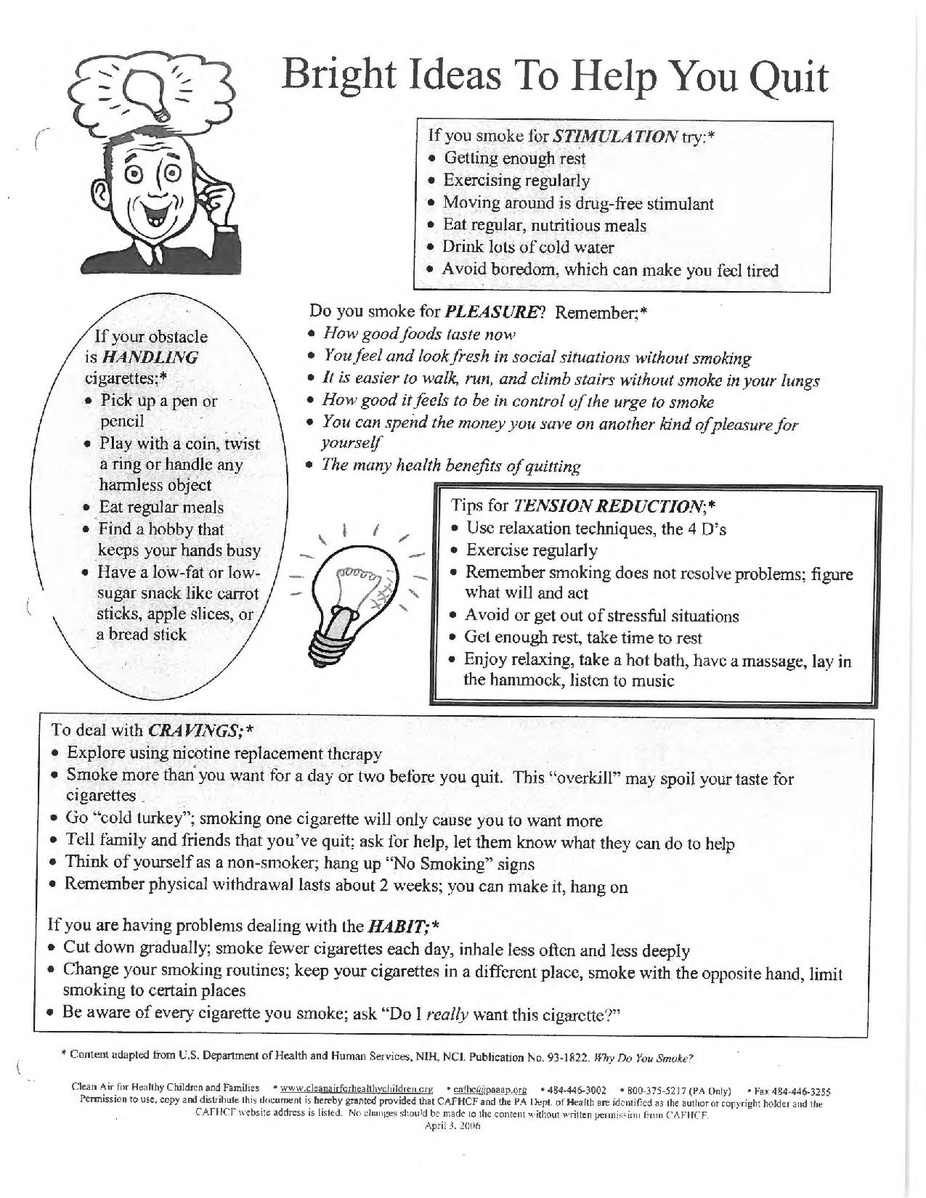 Bright Ideas To Help You Quit
If you smoke for STIMULATION try:*
• Getting enough rest
• Exercising regularly
• Moving around is drug-free stimulant
• Eat regular, nutritious meals
• Drink lots of cold water
• Avoid boredom, which can make you feel tired
If your obstacle
is HANDLING
cigarettes;*
• Pick up a pen or
pencil
• Play with a coin, twist
a ring or handle any
harmless object
• Eat regular meals
• Find a hobby that
keeps your hands busy
• Have a low-fat or low-
sugar snack like carrot
sticks, apple slices, or
a bread stick
Do you smoke for PLEASURE? Remember;*
• How good foods taste now
• You feel and look fresh in social situations without smoking
• It is easier to walk, run, and climb stairs without smoke in your lungs
• How good it feels to be in control of the urge to smoke
• You can spend the money you save on another kind of pleasure for
yourself
• The many health benefits of quitting
Tips for TENSION REDUCTION;*
• Use relaxation techniques, the 4 D's
• Exercise regularly
• Remember smoking does not resolve problems; figure
what will and act
• Avoid or get out of stressful situations
• Get enough rest, take time to rest
• Enjoy relaxing, take a hot bath, have a massage, lay in
the hammock, listen to music
To deal with CRAVINGS;*
• Explore using nicotine replacement therapy
• Smoke more than you want for a day or two before you quit. This "overkill" may spoil your taste for
cigarettes
• Go "cold turkey"; smoking one cigarette will only cause you to want more
• Tell family and friends that you've quit; ask for help, let them know what they can do to help
• Think of yourself as a non-smoker; hang up "No Smoking" signs
• Remember physical withdrawal lasts about 2 weeks; you can make it, hang on
If you are having problems dealing with the HABIT;*
• Cut down gradually; smoke fewer cigarettes each day, inhale less often and less deeply
• Change your smoking routines; keep your cigarettes in a different place, smoke with the opposite hand, limit
smoking to certain places
• Be aware of every cigarette you smoke; ask "Do I really want this cigarette?"
* Content adapted from U.S. Department of Health and Human Services, NIH, NCI, Publication No. 93-1822. Why Do You Smoke?
Clean Air for Healthy Children and Families • www.cleanairforhealthychildren.org • cafhc@paaap.org • 484-446-3002 • 800-375-5217 (PA Only) • Fax 484-446-3255
Permission to use, copy and distribute this document is hereby granted provided that CAFHCF and the PA Dept. of Health are identified as the author or copyright holder and the
CAFHCF website address is listed. No changes should be made to the content without written permission from CAFHCF.
April 3, 2006